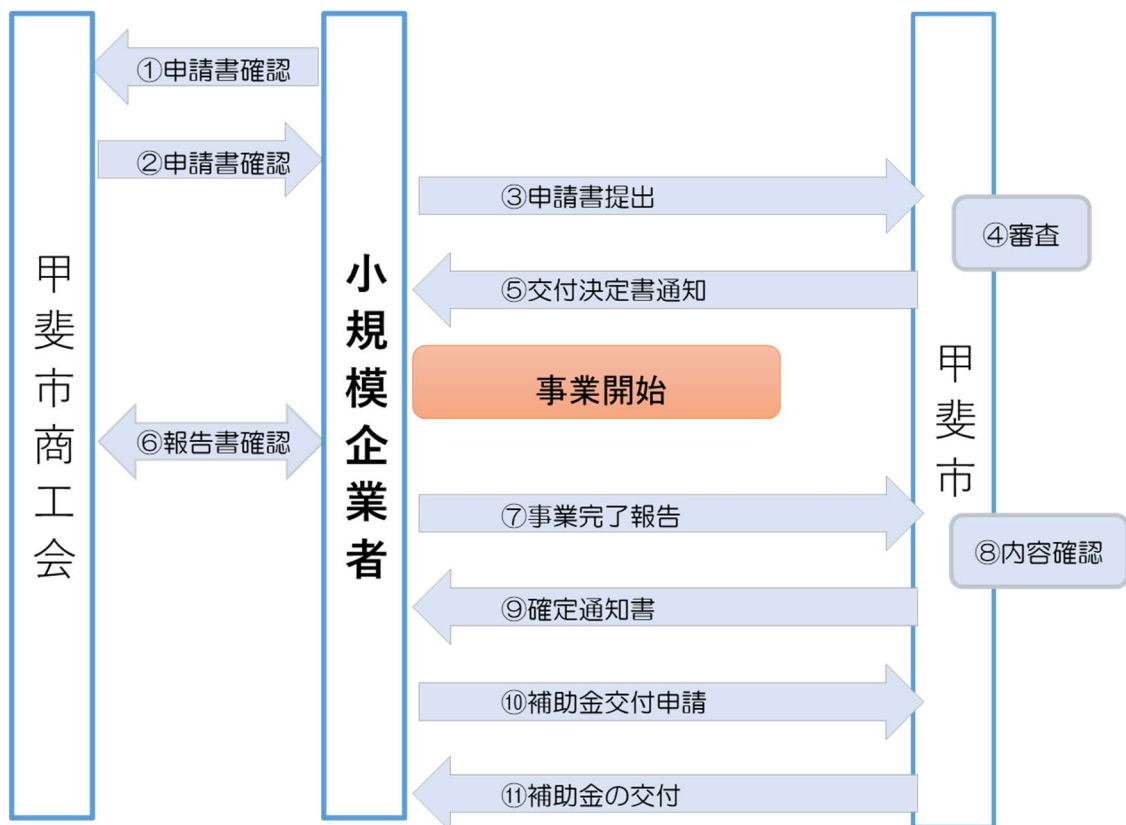 ①申請書確認
②申請書確認
③申請書提出
④審査
⑤交付決定書通知
事業開始
⑥報告書確認
⑦事業完了報告
⑧内容確認
⑨確定通知書
⑩補助金交付申請
⑪補助金の交付
甲斐市商工会
小規模企業者
甲斐市